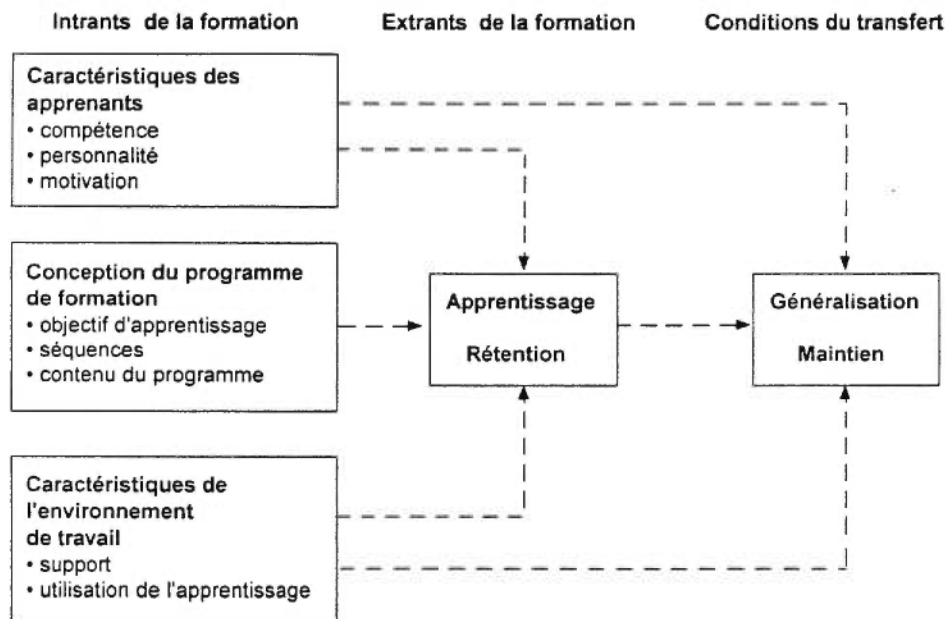 Intrants de la formation
Extrants de la formation
Conditions du transfert
Caractéristiques des
apprenants
• compétence
• personnalité
• motivation
Conception du programme
de formation
• objectif d'apprentissage
• séquences
• contenu du programme
Apprentissage
Rétention
Généralisation
Maintien
Caractéristiques de
l'environnement
de travail
• support
• utilisation de l'apprentissage